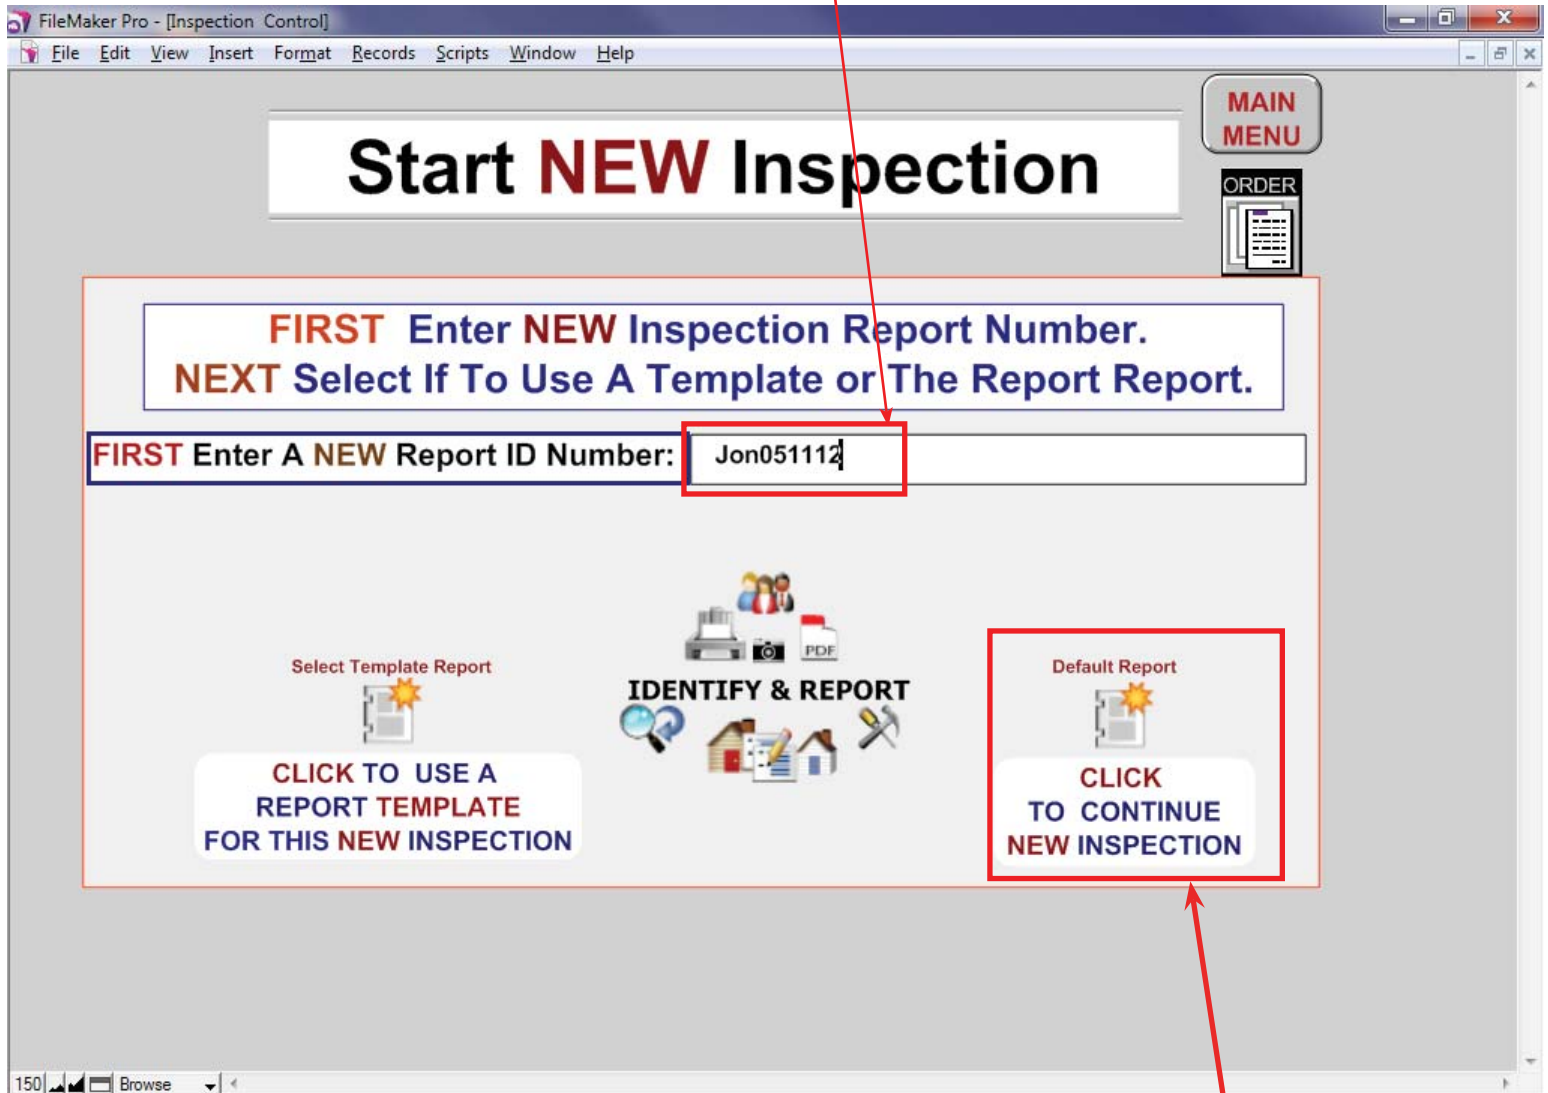 FileMaker Pro - [Inspection Control]
File Edit View Insert Format Records Scripts Window Help
MAIN
MENU
Start NEW Inspection
ORDER
FIRST Enter NEW Inspection Report Number.
NEXT Select If To Use A Template or The Report Report.
FIRST Enter A NEW Report ID Number: Jon051112
PDF
Select Template Report
IDENTIFY & REPORT
Default Report
CLICK TO USE A
REPORT TEMPLATE
FOR THIS NEW INSPECTION
CLICK
TO CONTINUE
NEW INSPECTION
150 Browse